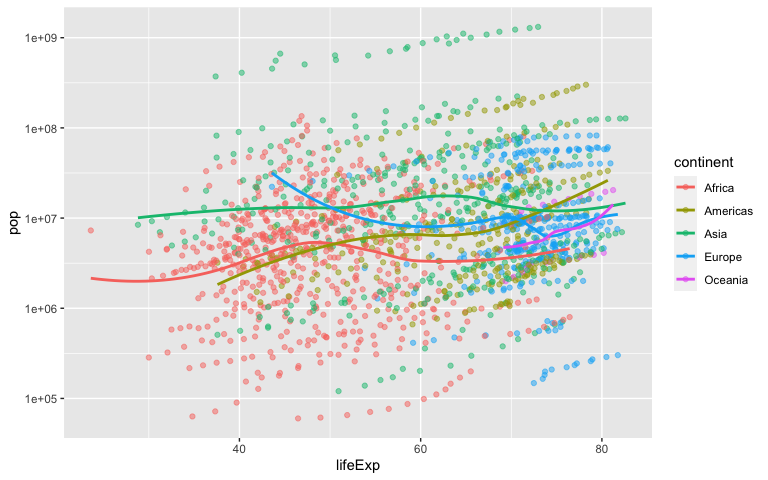 1e+09
1e+08
1e+07
1e+06
1e+05
pop
40
60
80
lifeExp
continent
Africa
Americas
Asia
Europe
Oceania